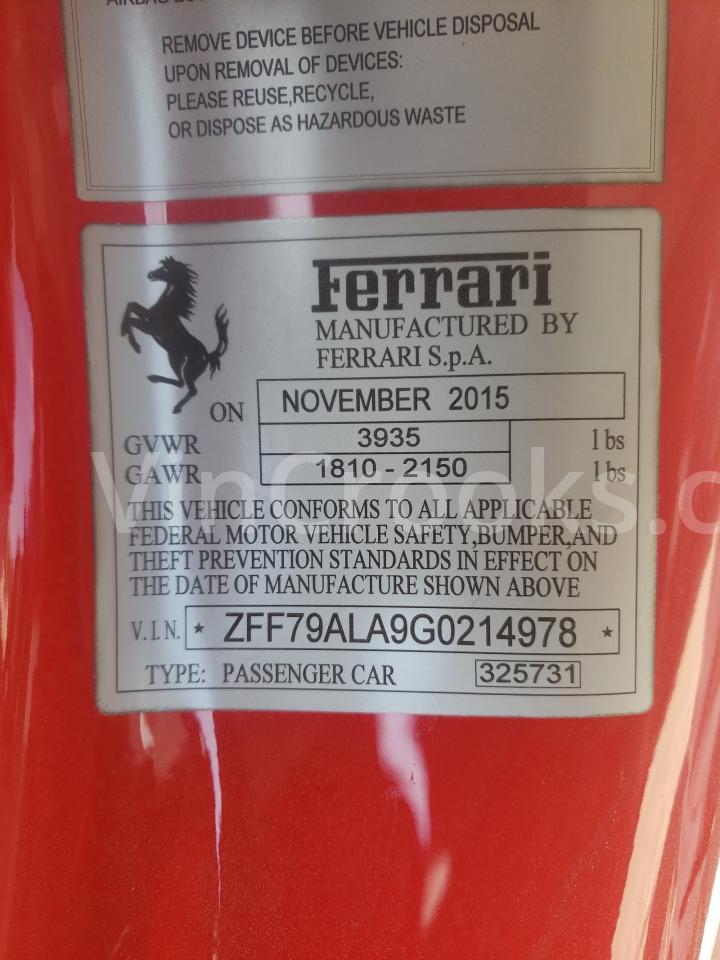 REMOVE DEVICE BEFORE VEHICLE DISPOSAL
UPON REMOVAL OF DEVICES:
PLEASE REUSE,RECYCLE,
OR DISPOSE AS HAZARDOUS WASTE
Ferrari
MANUFACTURED BY
FERRARI S.p.A.
ON NOVEMBER 2015
GVWR 3935 lbs
GAWR 1810 - 2150 lbs
VinCrooks.c
THIS VEHICLE CONFORMS TO ALL APPLICABLE
FEDERAL MOTOR VEHICLE SAFETY,BUMPER,AND
THEFT PREVENTION STANDARDS IN EFFECT ON
THE DATE OF MANUFACTURE SHOWN ABOVE
V.I.N. * ZFF79ALA9G0214978 *
TYPE: PASSENGER CAR 325731